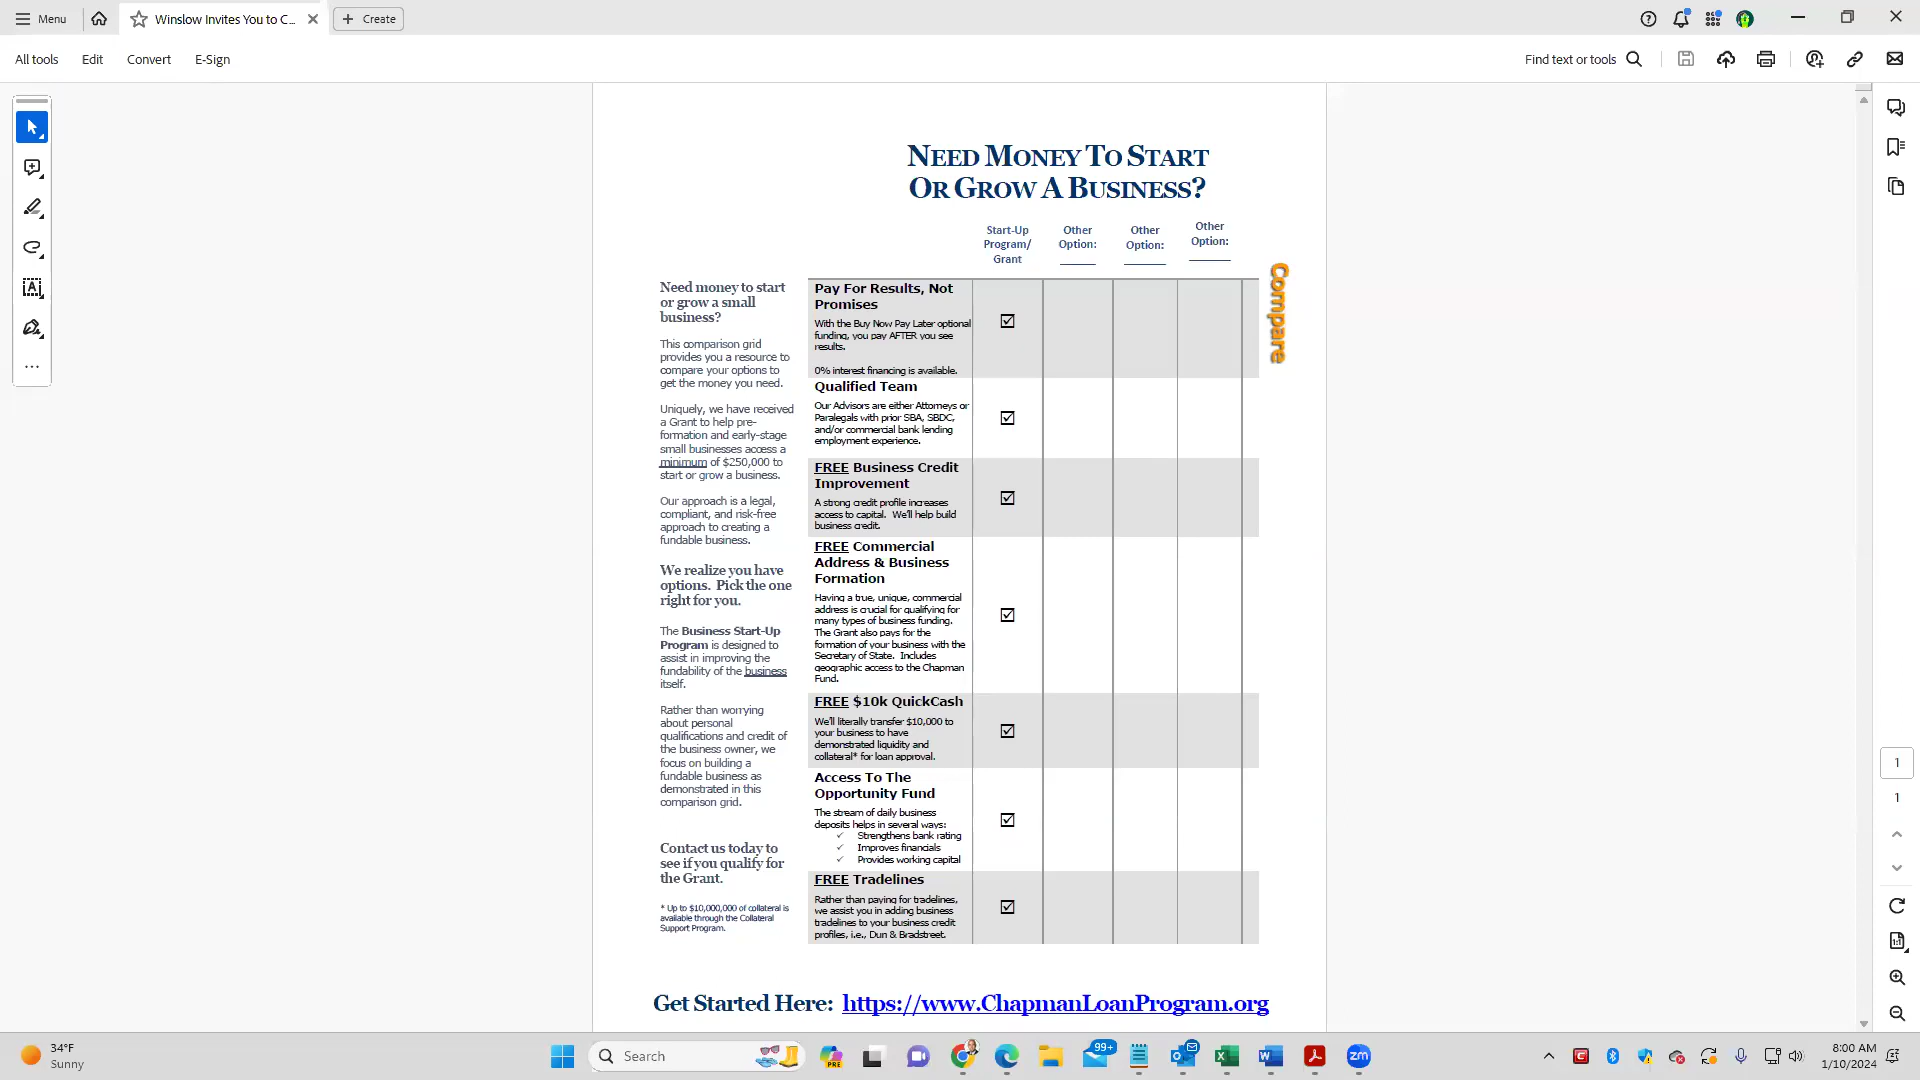 Menu
Winslow Invites You to C...
Create
All tools
Edit
Convert
E-Sign
Find text or tools
NEED MONEY TO START
OR GROW A BUSINESS?
Start-Up
Program/
Grant
Other
Option:
Other
Option:
Other
Option:
Compare
Need money to start
or grow a small
business?
This comparison grid
provides you a resource to
compare your options to
get the money you need.
Uniquely, we have received
a Grant to help pre-
formation and early-stage
small businesses access a
minimum of $250,000 to
start or grow a business.
Our approach is a legal,
compliant, and risk-free
approach to creating a
fundable business.
We realize you have
options. Pick the one
right for you.
The Business Start-Up
Program is designed to
assist in improving the
fundability of the business
itself.
Rather than worrying
about personal
qualifications and credit of
the business owner, we
focus on building a
fundable business as
demonstrated in this
comparison grid.
Contact us today to
see if you qualify for
the Grant.
* Up to $10,000,000 of collateral is
available through the Collateral
Support Program.
Pay For Results, Not
Promises
With the Buy Now Pay Later optional
funding, you pay AFTER you see
results.
0% interest financing is available.
Qualified Team
Our Advisors are either Attorneys or
Paralegals with prior SBA, SBDC,
and/or commercial bank lending
employment experience.
FREE Business Credit
Improvement
A strong credit profile increases
access to capital. We'll help build
business credit.
FREE Commercial
Address & Business
Formation
Having a true, unique, commercial
address is crucial for qualifying for
many types of business funding.
The Grant also pays for the
formation of your business with the
Secretary of State. Includes
geographic access to the Chapman
Fund.
FREE $10k QuickCash
We'll literally transfer $10,000 to
your business to have
demonstrated liquidity and
collateral* for loan approval.
Access To The
Opportunity Fund
The stream of daily business
deposits helps in several ways:
✓ Strengthens bank rating
✓ Improves financials
✓ Provides working capital
FREE Tradelines
Rather than paying for tradelines,
we assist you in adding business
tradelines to your business credit
profiles, i.e., Dun & Bradstreet.
Get Started Here: https://www.ChapmanLoanProgram.org
1
1
34°F
Sunny
Search
PRE
99+
zm
8:00 AM
1/10/2024